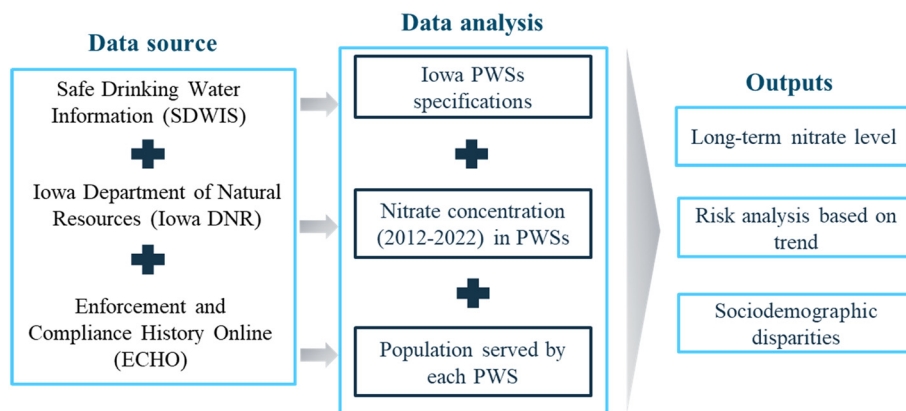 Data source
Safe Drinking Water
Information (SDWIS)
Iowa Department of Natural
Resources (Iowa DNR)
Enforcement and
Compliance History Online
(ECHO)
Data analysis
Iowa PWSs
specifications
Nitrate concentration
(2012-2022) in PWSs
Population served by
each PWS
Outputs
Long-term nitrate level
Risk analysis based on
trend
Sociodemographic
disparities